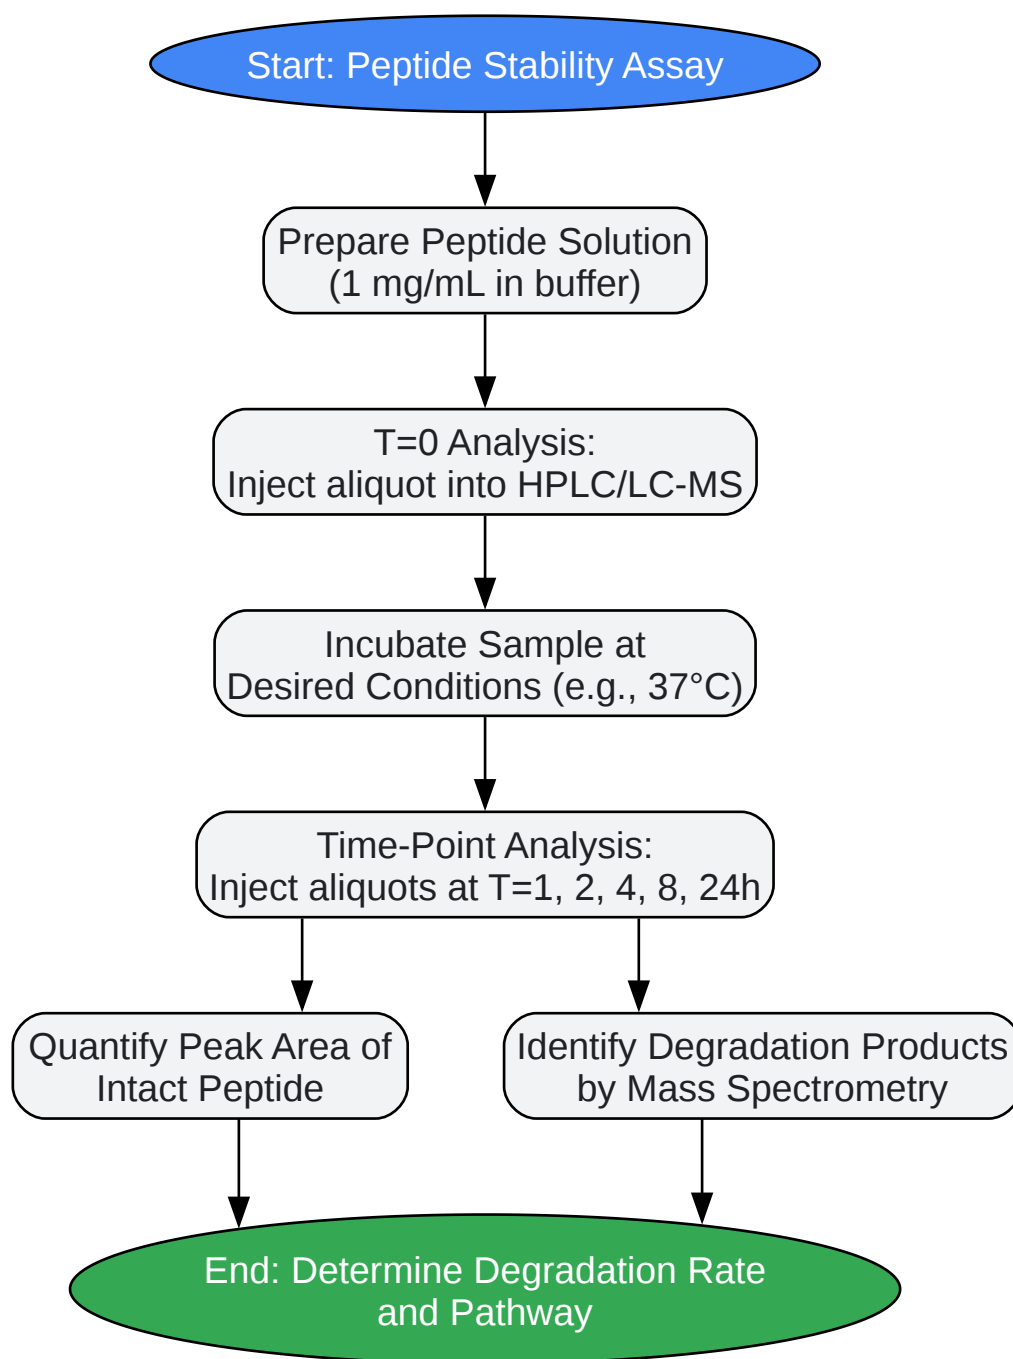 Start: Peptide Stability Assay
Prepare Peptide Solution
(1 mg/mL in buffer)
T=0 Analysis:
Inject aliquot into HPLC/LC-MS
Incubate Sample at
Desired Conditions (e.g., 37°C)
Time-Point Analysis:
Inject aliquots at T=1, 2, 4, 8, 24h
Quantify Peak Area of
Intact Peptide
Identify Degradation Products
by Mass Spectrometry
End: Determine Degradation Rate
and Pathway